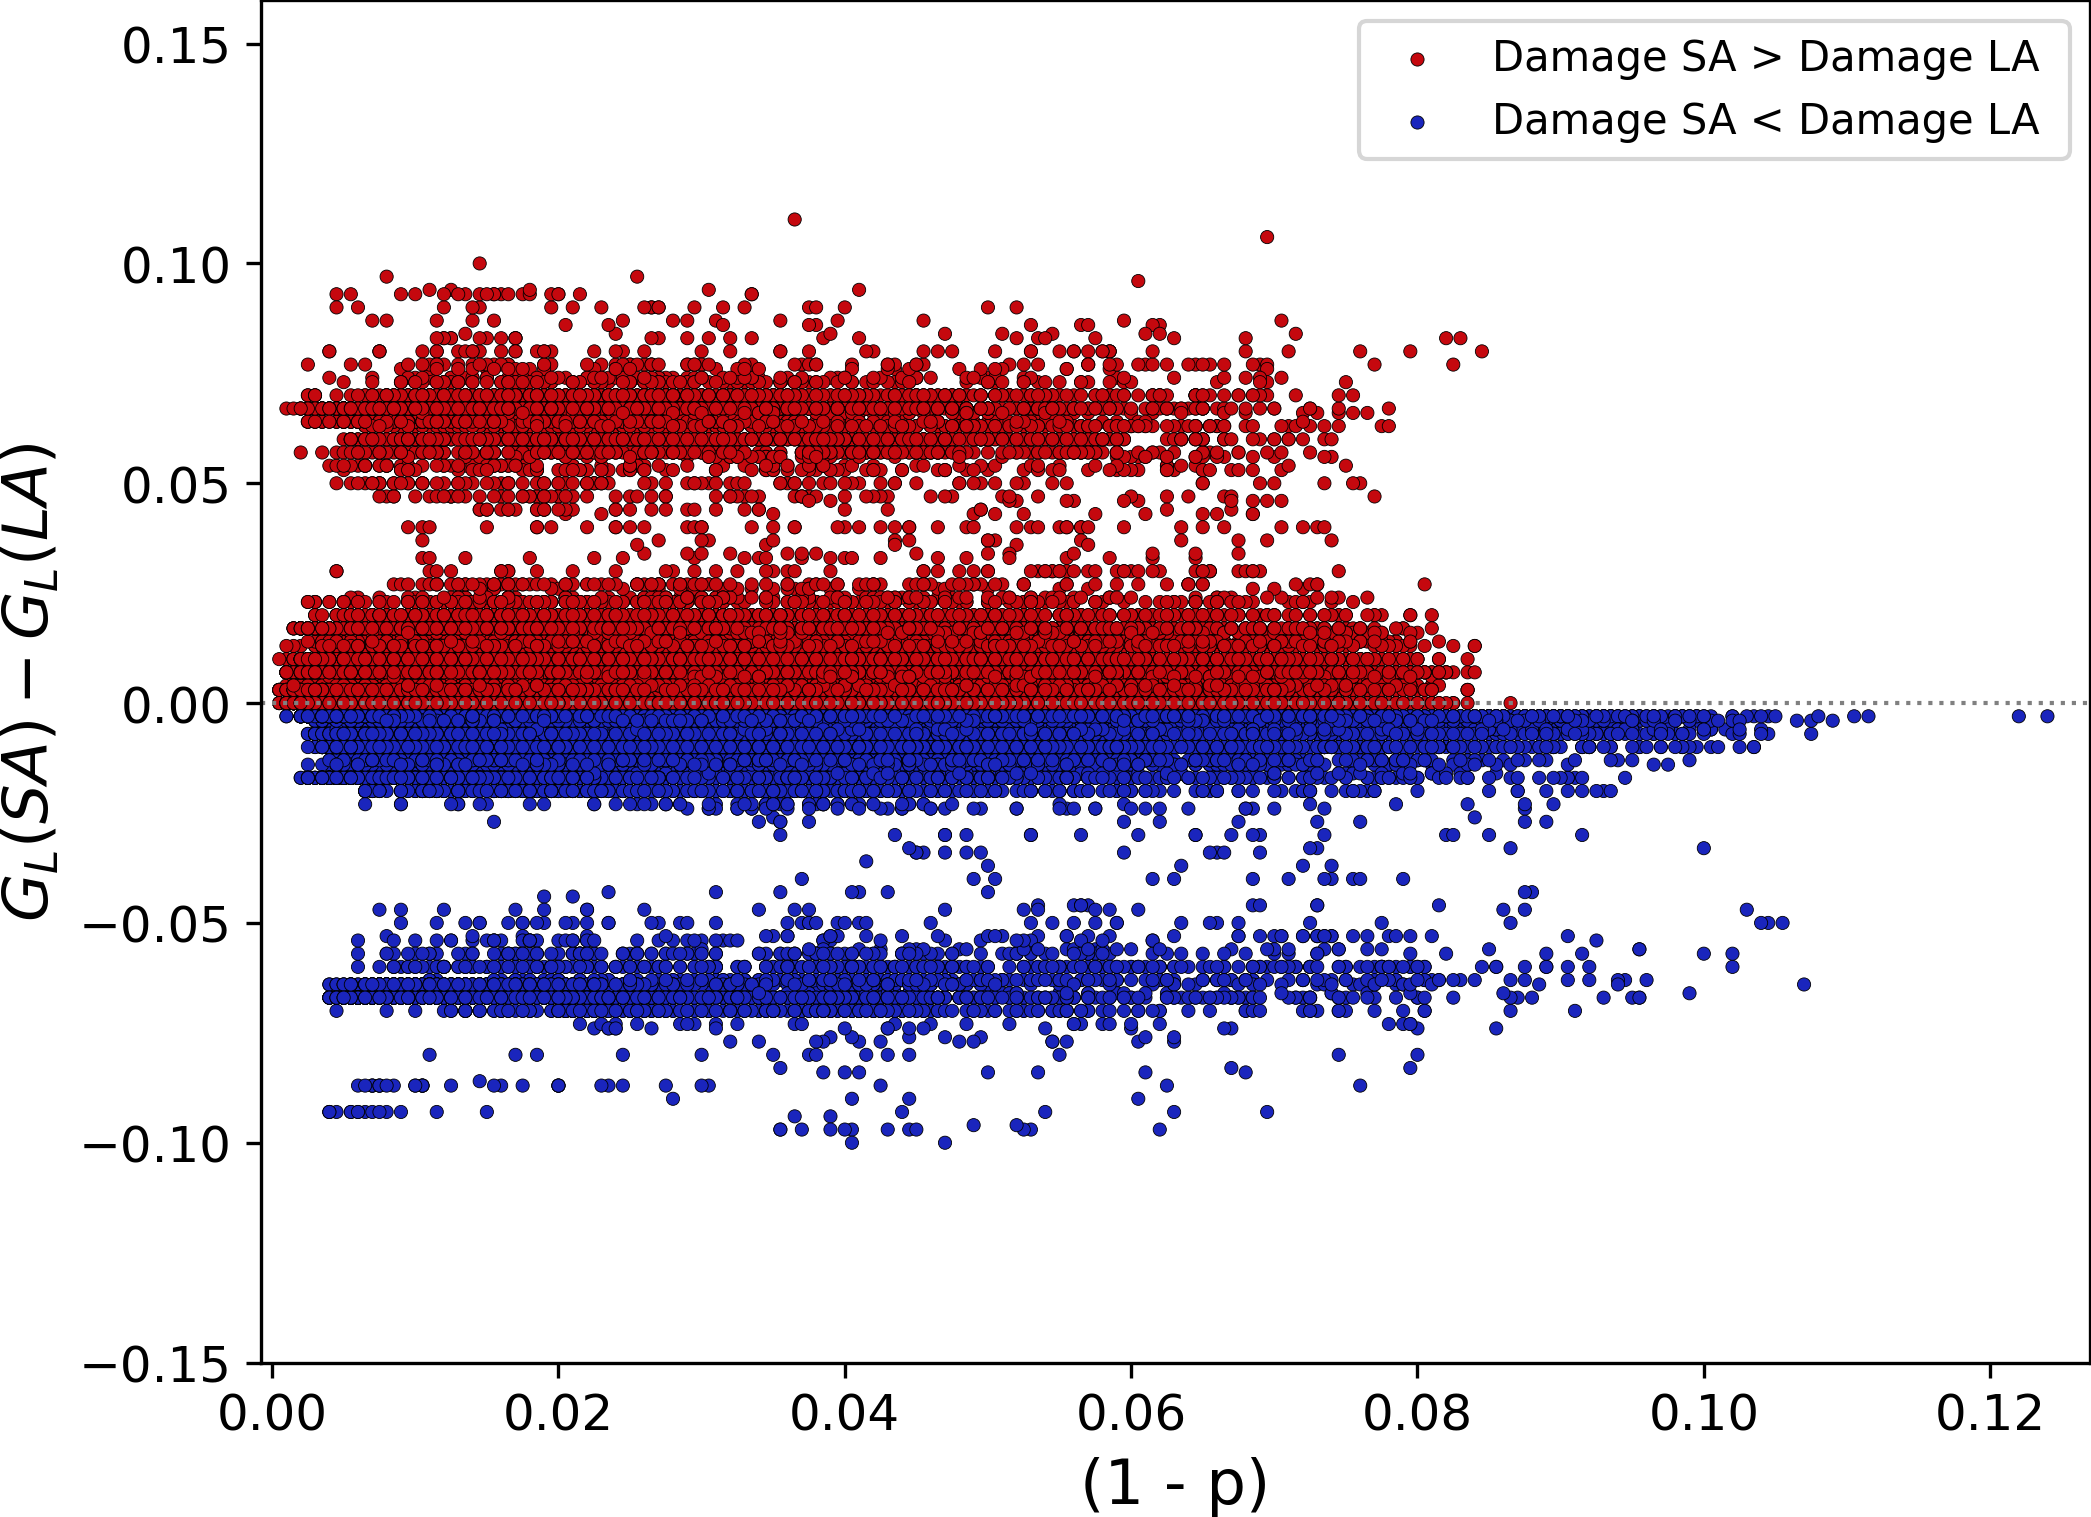 Damage SA > Damage LA
Damage SA < Damage LA
0.15
0.10
0.05
0.00
−0.05
−0.10
−0.15
G_L(SA) − G_L(LA)
0.00 0.02 0.04 0.06 0.08 0.10 0.12
(1 - p)